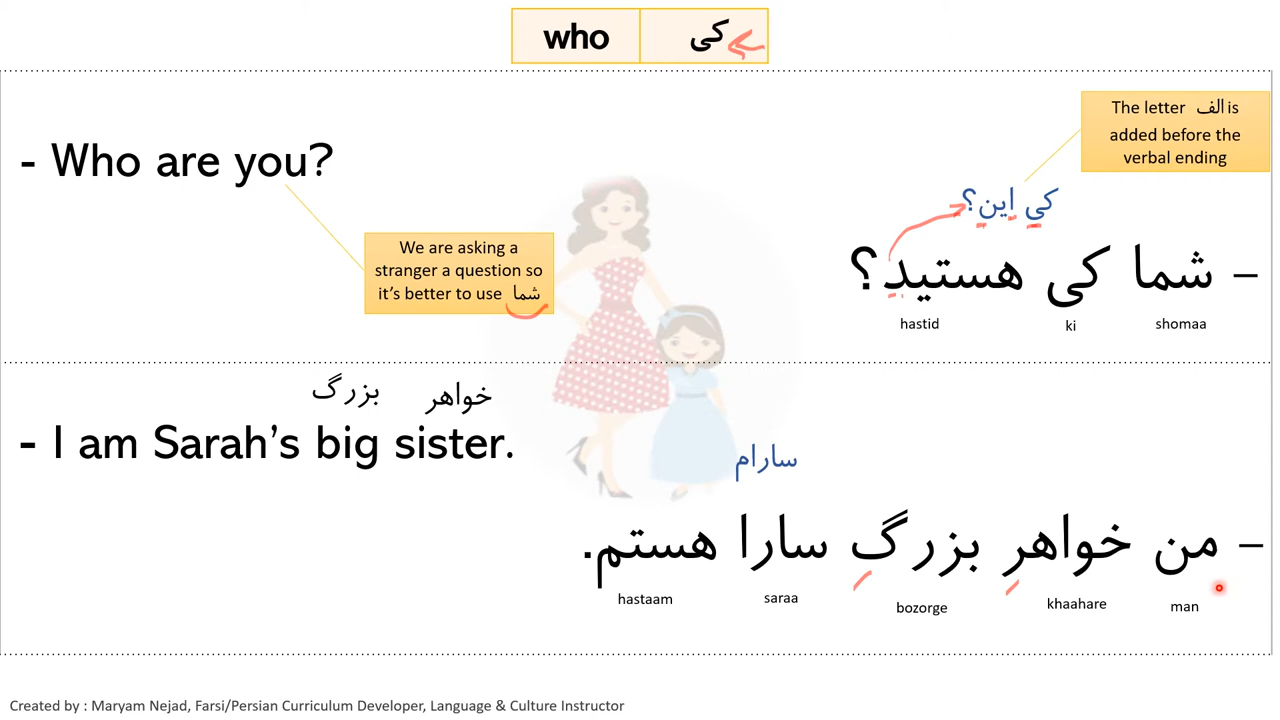 who کی
The letter الف is
added before the
verbal ending
- Who are you?
کی این؟
We are asking a
stranger a question so
it's better to use شما
– شما کی هستید؟
hastid ki shomaa
بزرگ خواهر
- I am Sarah's big sister.
سارام
– من خواهرِ بزرگِ سارا هستم.
hastaam saraa bozorge khaahare man
Created by : Maryam Nejad, Farsi/Persian Curriculum Developer, Language & Culture Instructor